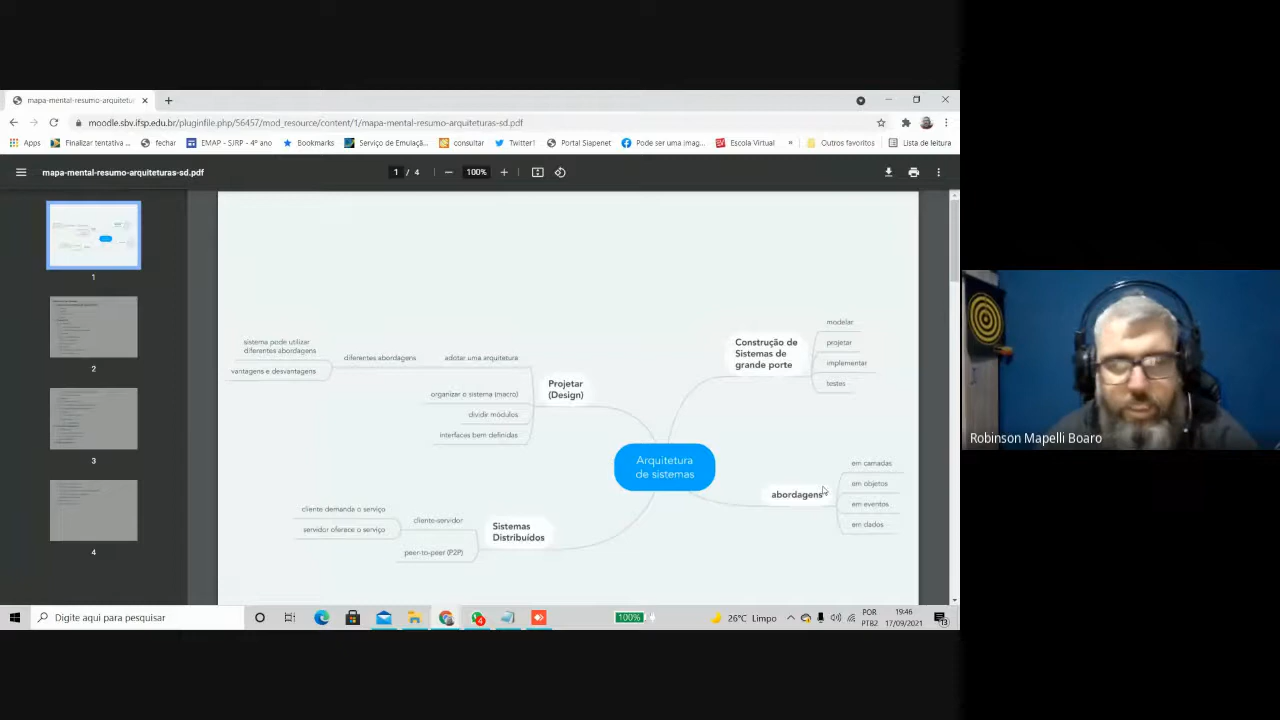 mapa-mental-resumo-arquitetur
moodle.sbv.ifsp.edu.br/pluginfile.php/56457/mod_resource/content/1/mapa-mental-resumo-arquiteturas-sd.pdf
Apps Finalizar tentativa ... fechar EMAP - SJRP - 4º ano Bookmarks Serviço de Emulaçã... consultar Twitter1 Portal Siapenet Pode ser uma imag... Escola Virtual » Outros favoritos Lista de leitura
mapa-mental-resumo-arquiteturas-sd.pdf 1 / 4 100%
1
2
3
4
sistema pode utilizar
diferentes abordagens
vantagens e desvantagens
diferentes abordagens
adotar uma arquitetura
organizar o sistema (macro)
dividir módulos
interfaces bem definidas
Projetar
(Design)
Construção de
Sistemas de
grande porte
modelar
projetar
implementar
testes
Arquitetura
de sistemas
abordagens
em camadas
em objetos
em eventos
em dados
cliente demanda o serviço
servidor oferece o serviço
cliente-servidor
peer-to-peer (P2P)
Sistemas
Distribuídos
Robinson Mapelli Boaro
Digite aqui para pesquisar
4
100%
26°C Limpo
POR
PTB2
19:46
17/09/2021
13